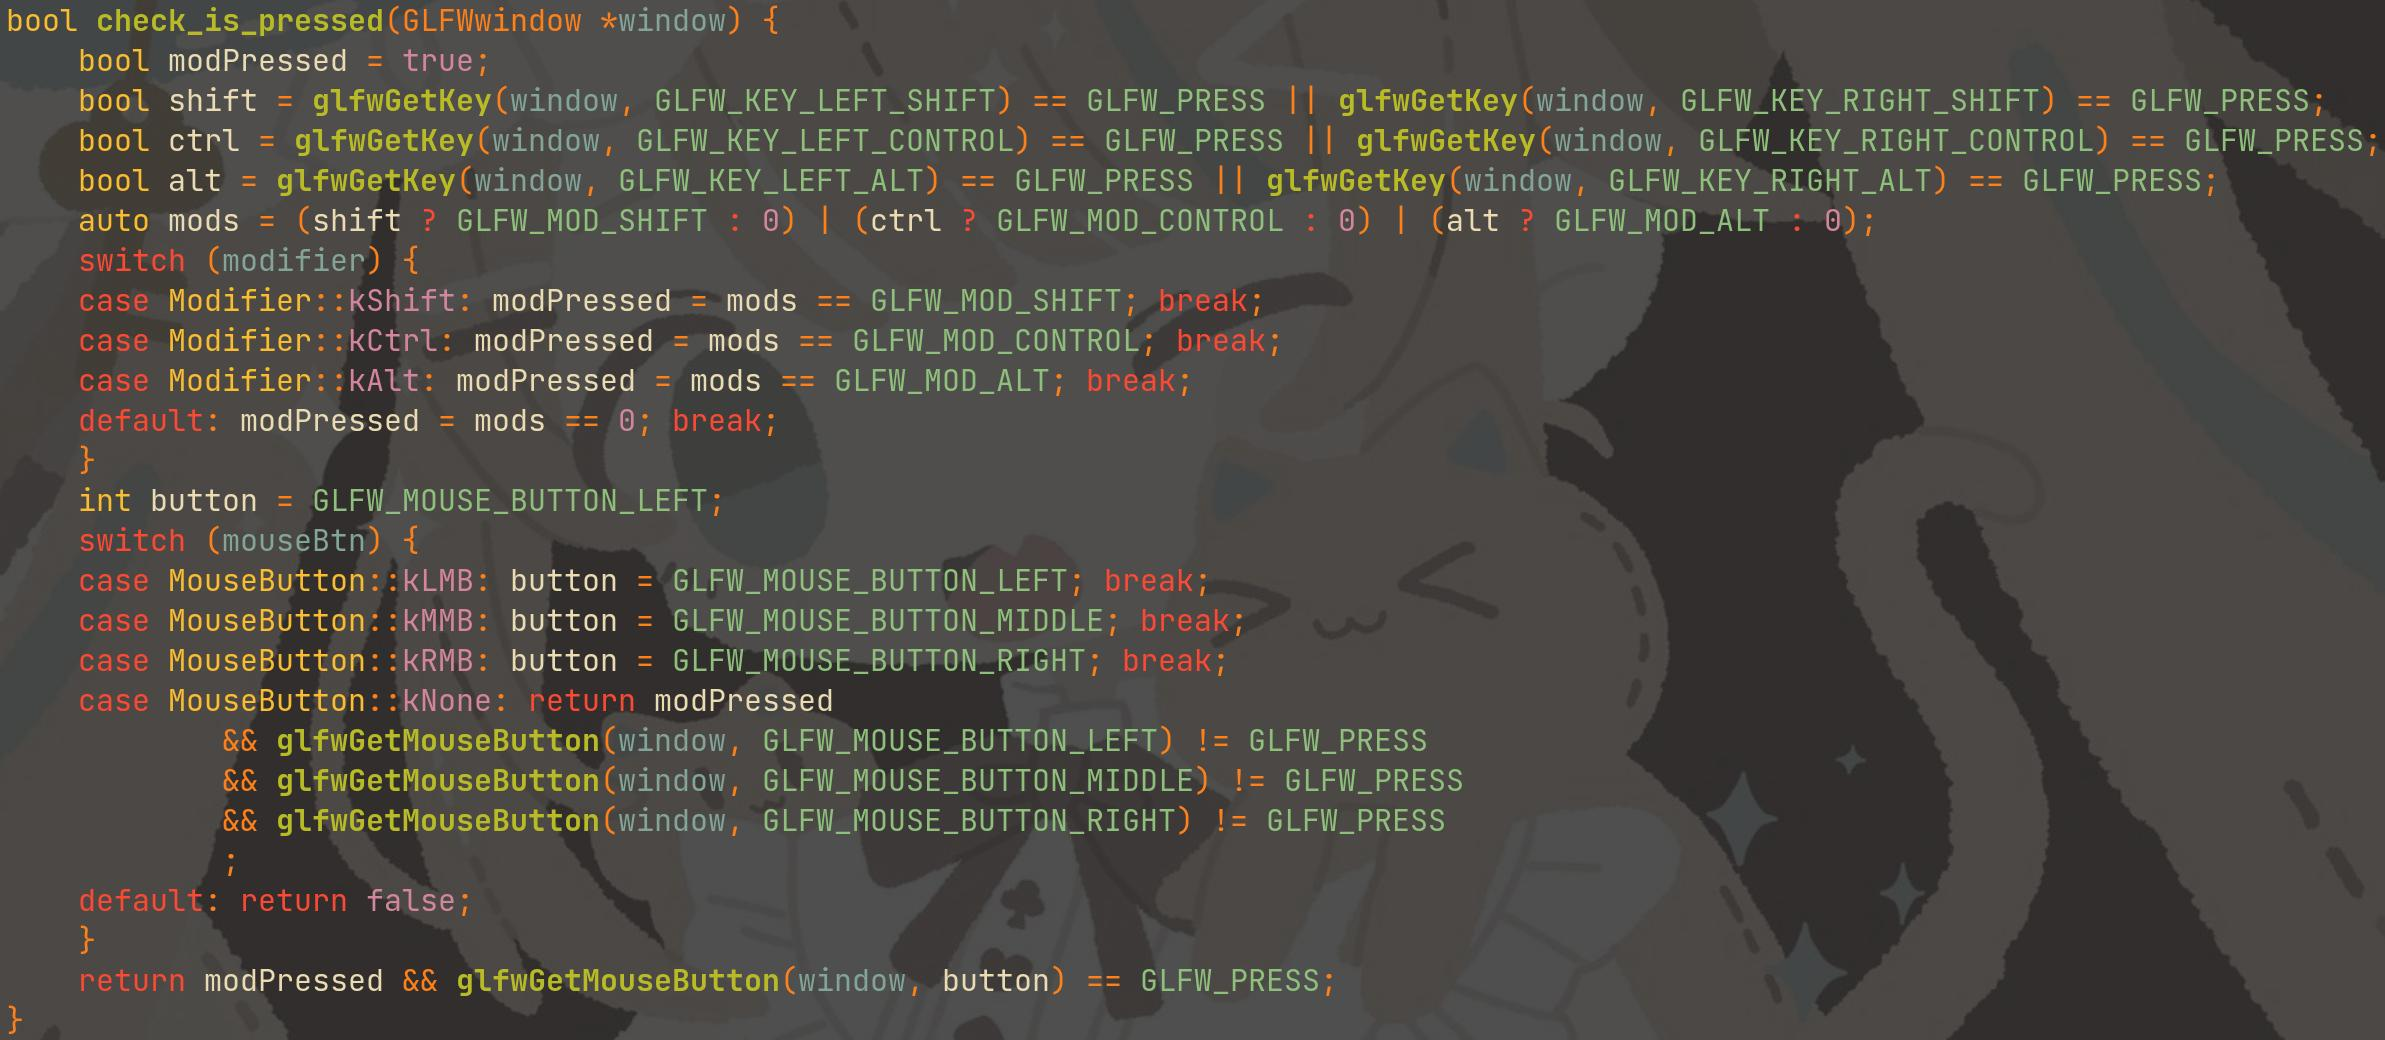 bool check_is_pressed(GLFWwindow *window) {
    bool modPressed = true;
    bool shift = glfwGetKey(window, GLFW_KEY_LEFT_SHIFT) == GLFW_PRESS || glfwGetKey(window, GLFW_KEY_RIGHT_SHIFT) == GLFW_PRESS;
    bool ctrl = glfwGetKey(window, GLFW_KEY_LEFT_CONTROL) == GLFW_PRESS || glfwGetKey(window, GLFW_KEY_RIGHT_CONTROL) == GLFW_PRESS;
    bool alt = glfwGetKey(window, GLFW_KEY_LEFT_ALT) == GLFW_PRESS || glfwGetKey(window, GLFW_KEY_RIGHT_ALT) == GLFW_PRESS;
    auto mods = (shift ? GLFW_MOD_SHIFT : 0) | (ctrl ? GLFW_MOD_CONTROL : 0) | (alt ? GLFW_MOD_ALT : 0);
    switch (modifier) {
    case Modifier::kShift: modPressed = mods == GLFW_MOD_SHIFT; break;
    case Modifier::kCtrl: modPressed = mods == GLFW_MOD_CONTROL; break;
    case Modifier::kAlt: modPressed = mods == GLFW_MOD_ALT; break;
    default: modPressed = mods == 0; break;
    }
    int button = GLFW_MOUSE_BUTTON_LEFT;
    switch (mouseBtn) {
    case MouseButton::kLMB: button = GLFW_MOUSE_BUTTON_LEFT; break;
    case MouseButton::kMMB: button = GLFW_MOUSE_BUTTON_MIDDLE; break;
    case MouseButton::kRMB: button = GLFW_MOUSE_BUTTON_RIGHT; break;
    case MouseButton::kNone: return modPressed
            && glfwGetMouseButton(window, GLFW_MOUSE_BUTTON_LEFT) != GLFW_PRESS
            && glfwGetMouseButton(window, GLFW_MOUSE_BUTTON_MIDDLE) != GLFW_PRESS
            && glfwGetMouseButton(window, GLFW_MOUSE_BUTTON_RIGHT) != GLFW_PRESS
            ;
    default: return false;
    }
    return modPressed && glfwGetMouseButton(window, button) == GLFW_PRESS;
}